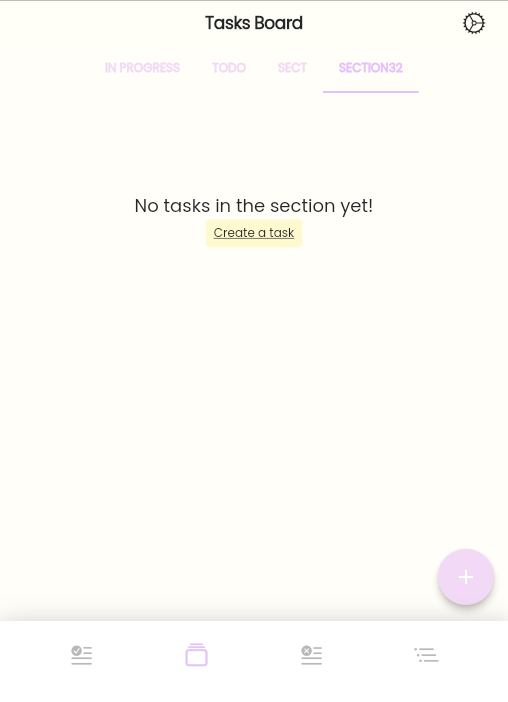 Tasks Board
IN PROGRESS TODO SECT SECTION32
No tasks in the section yet!
Create a task